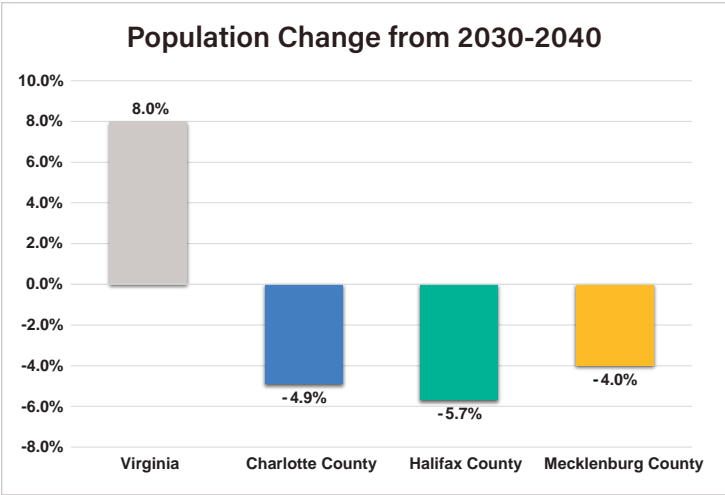 Population Change from 2030-2040
10.0%
8.0%
6.0%
4.0%
2.0%
0.0%
-2.0%
-4.0%
-6.0%
-8.0%
8.0%
-4.9%
-5.7%
-4.0%
Virginia
Charlotte County
Halifax County
Mecklenburg County